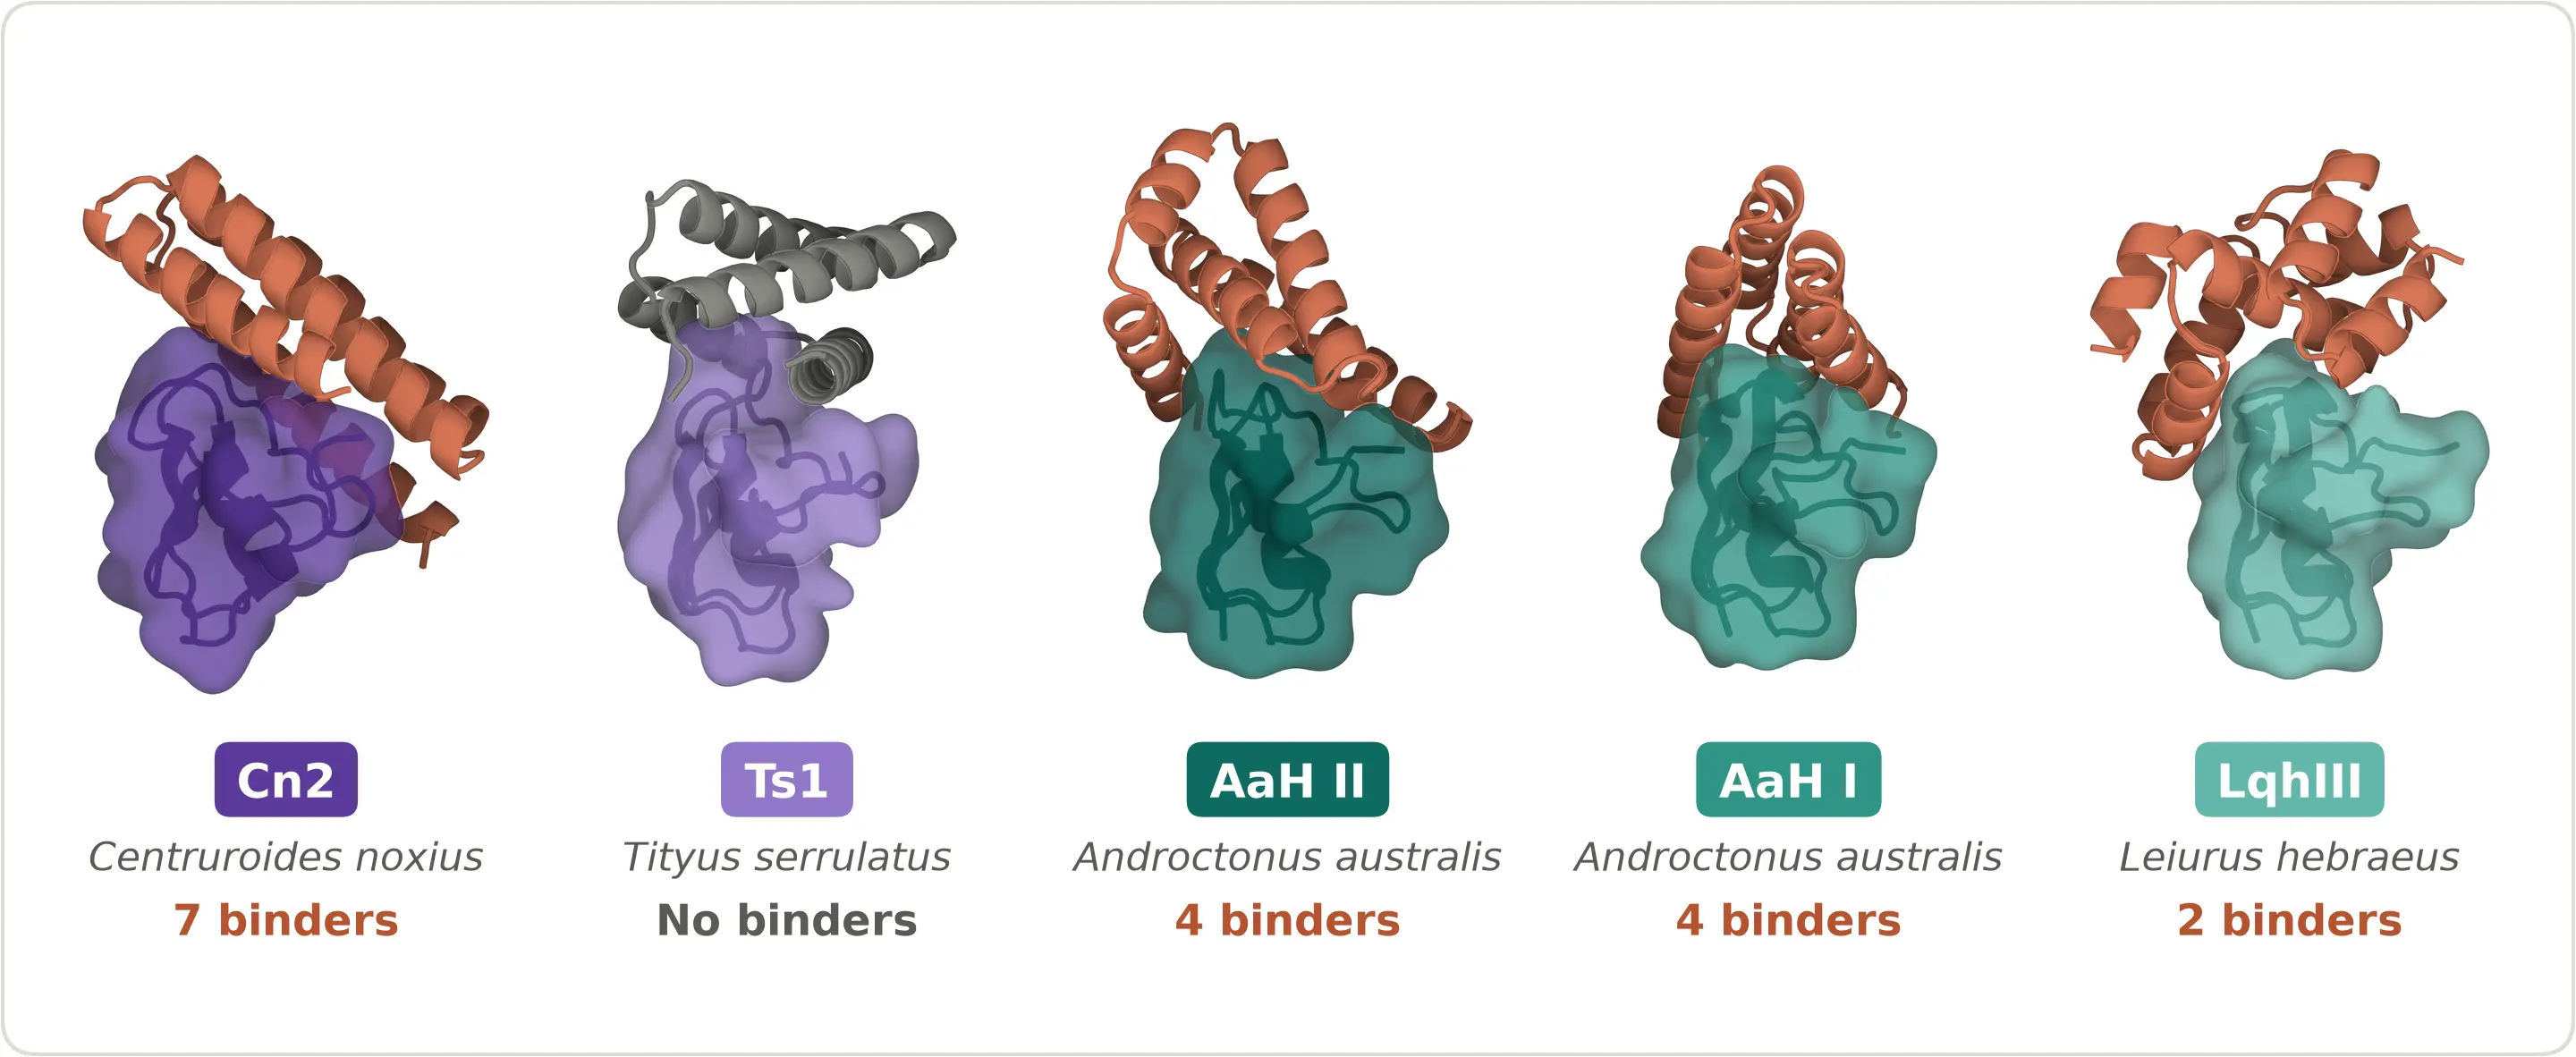 Cn2
Centruroides noxius
7 binders
Ts1
Tityus serrulatus
No binders
AaH II
Androctonus australis
4 binders
AaH I
Androctonus australis
4 binders
LqhIII
Leiurus hebraeus
2 binders